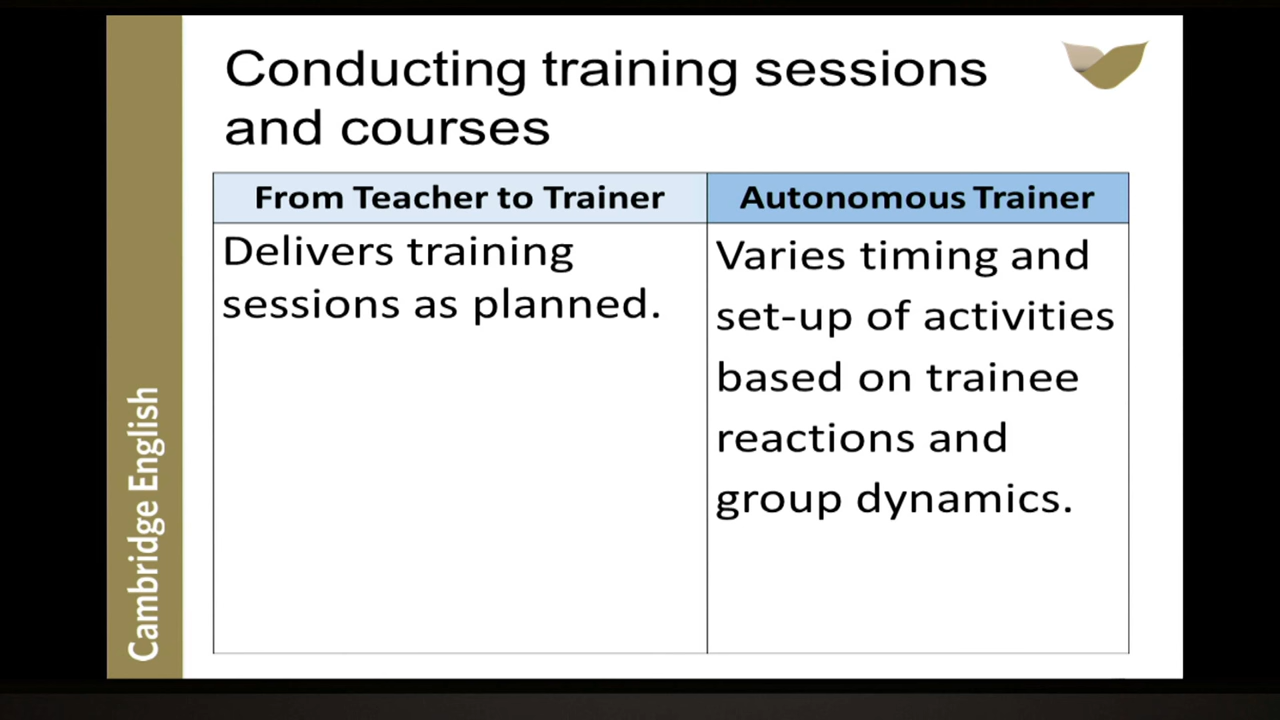 Conducting training sessions
and courses
From Teacher to Trainer
Autonomous Trainer
Delivers training
sessions as planned.
Varies timing and
set-up of activities
based on trainee
reactions and
group dynamics.
Cambridge English